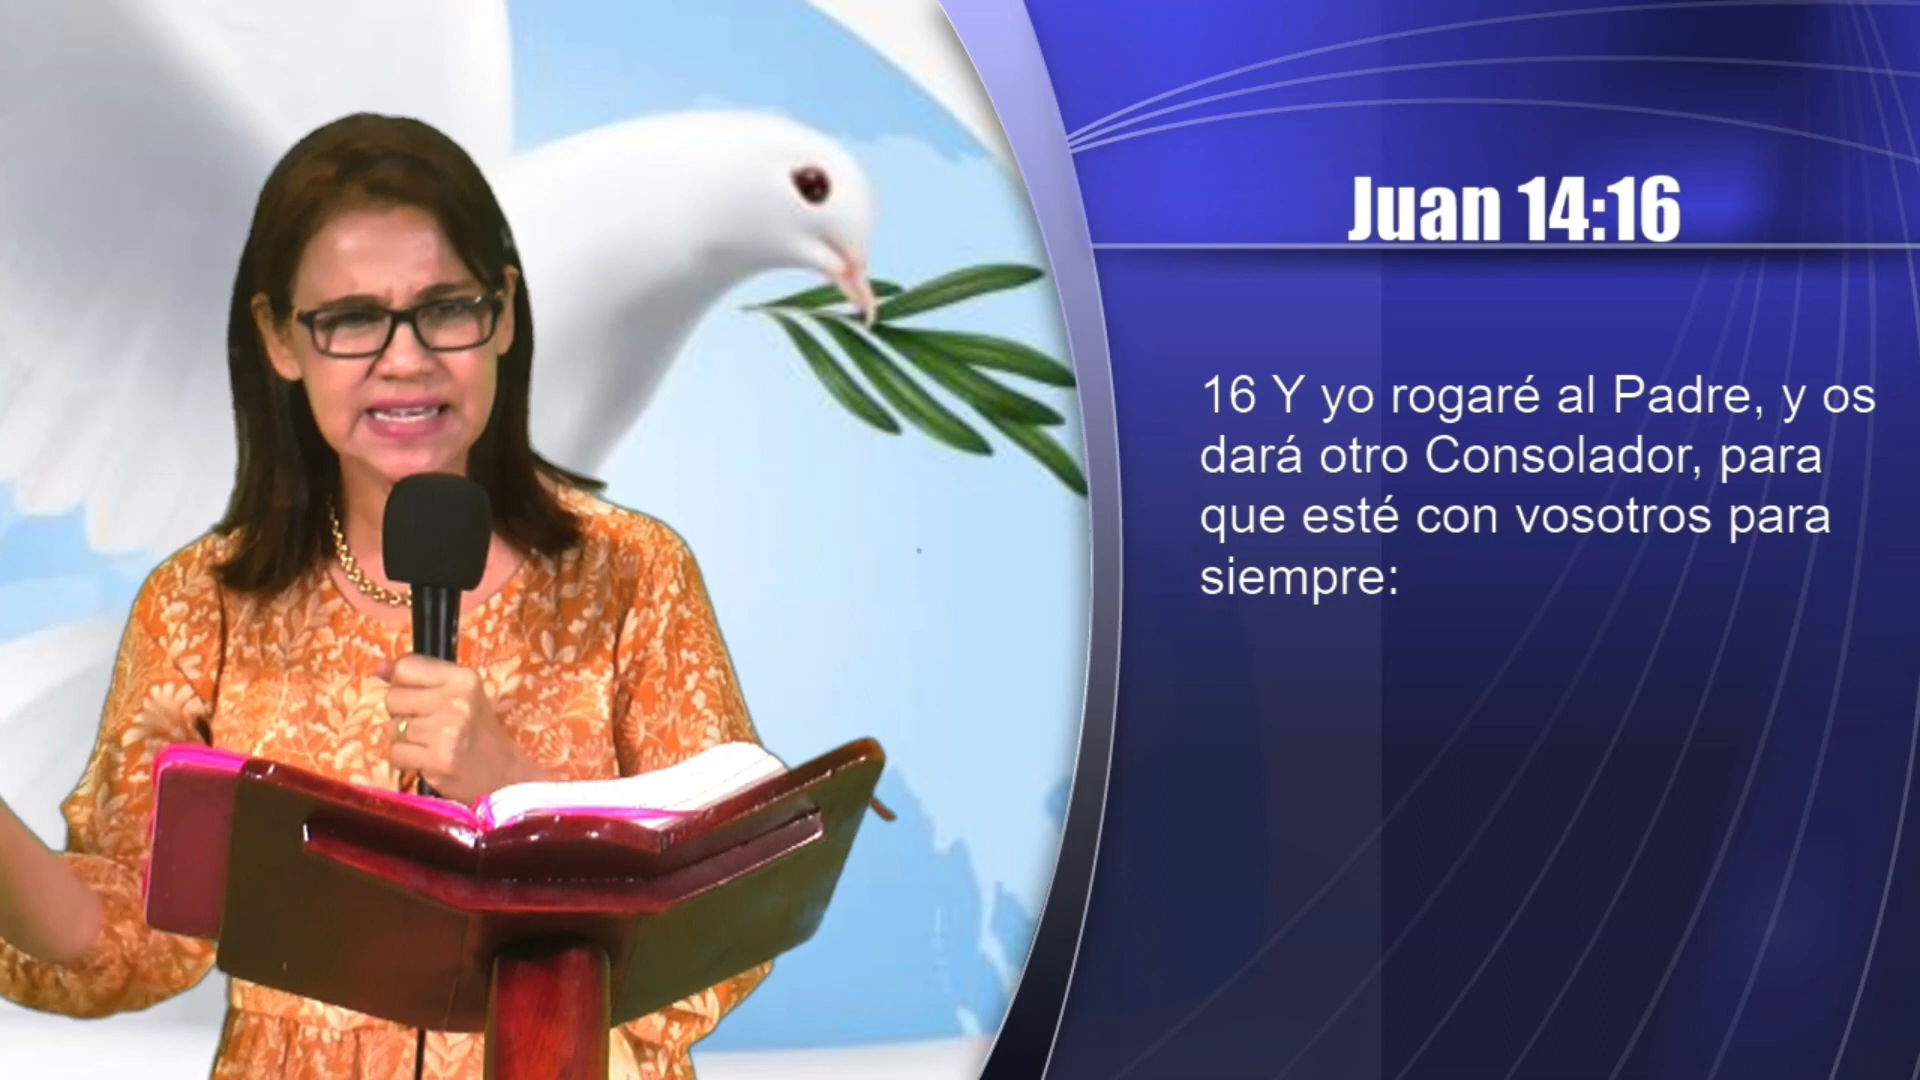 Juan 14:16
16 Y yo rogaré al Padre, y os
dará otro Consolador, para
que esté con vosotros para
siempre: